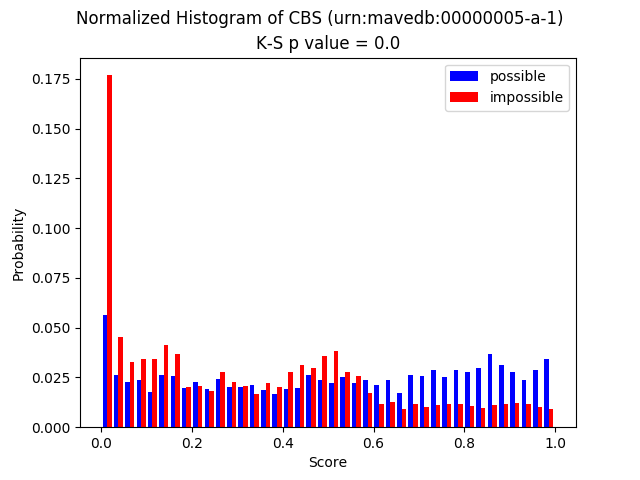 Normalized Histogram of CBS (urn:mavedb:00000005-a-1)
K-S p value = 0.0
possible
impossible
0.175
0.150
0.125
0.100
0.075
0.050
0.025
0.000
Probability
0.0 0.2 0.4 0.6 0.8 1.0
Score